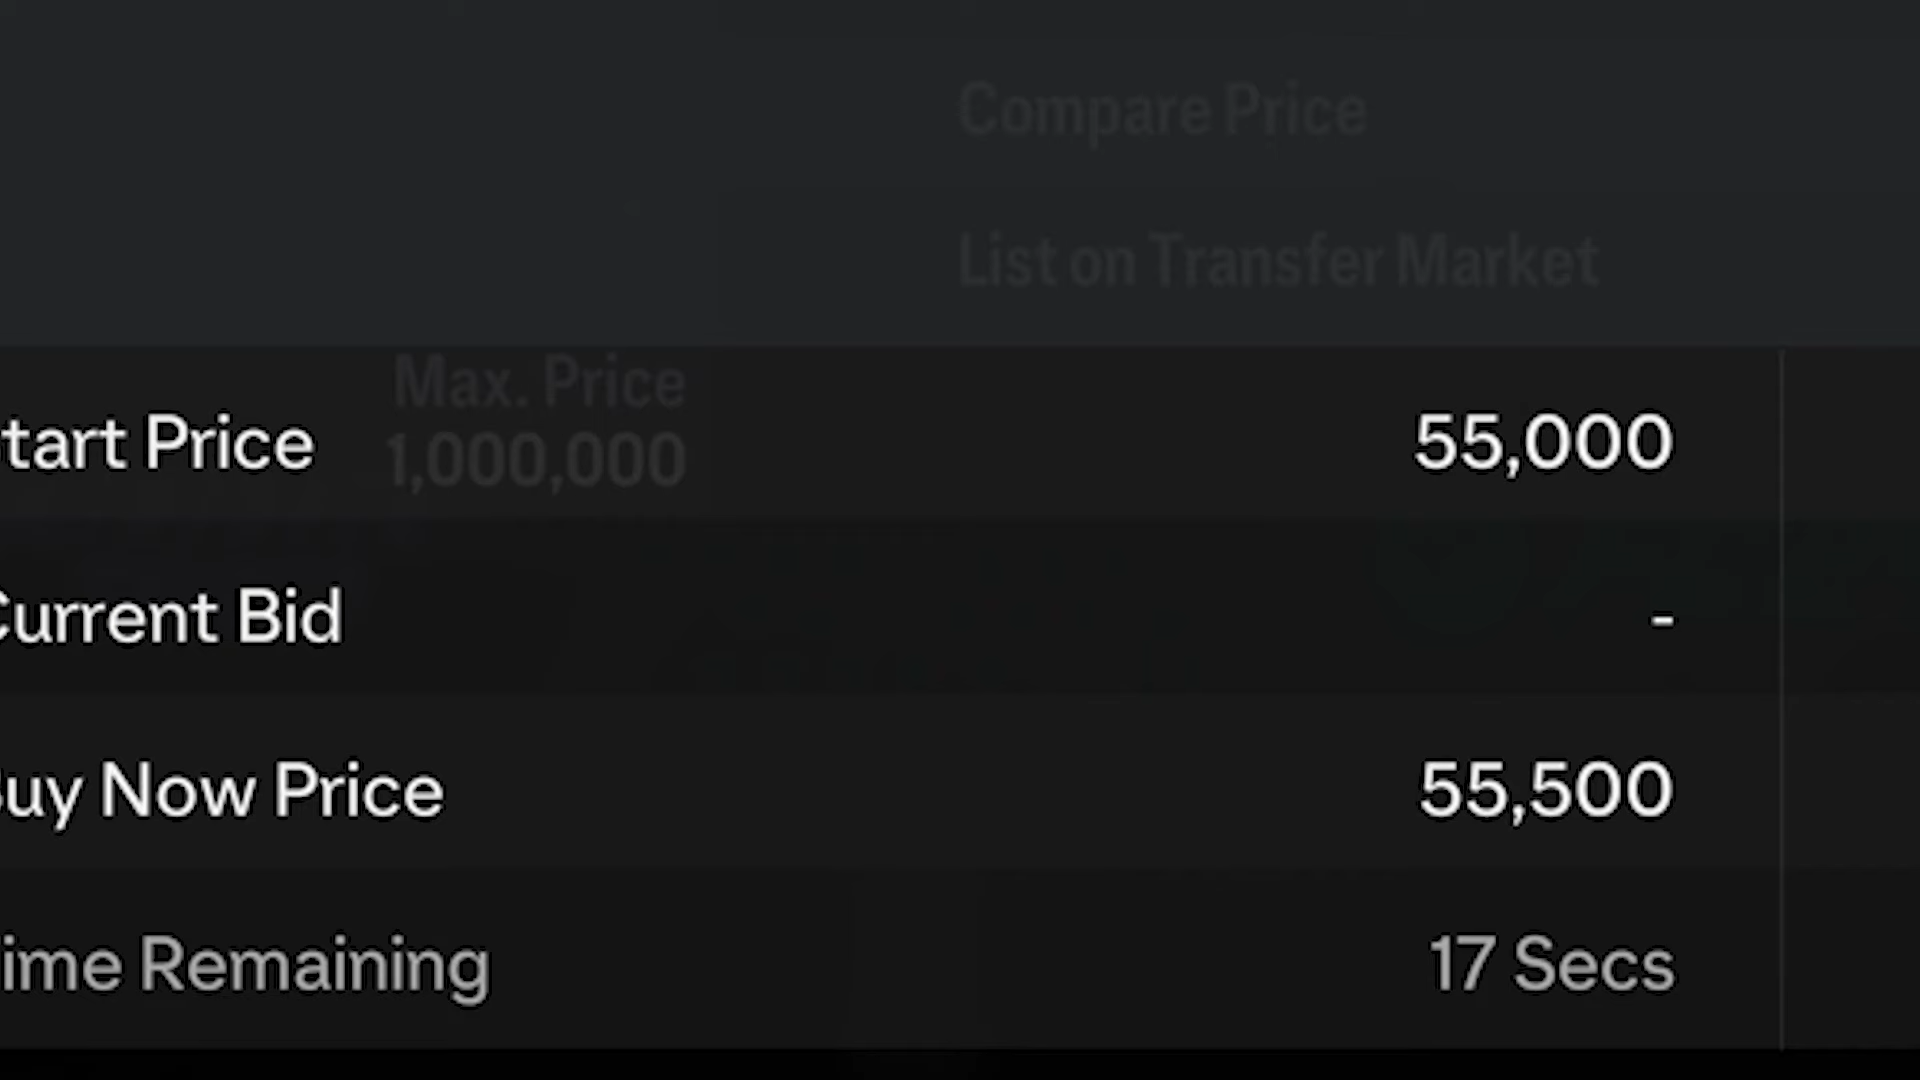 Compare Price
List on Transfer Market
Max. Price
1,000,000
tart Price 55,000
Current Bid -
Buy Now Price 55,500
ime Remaining 17 Secs